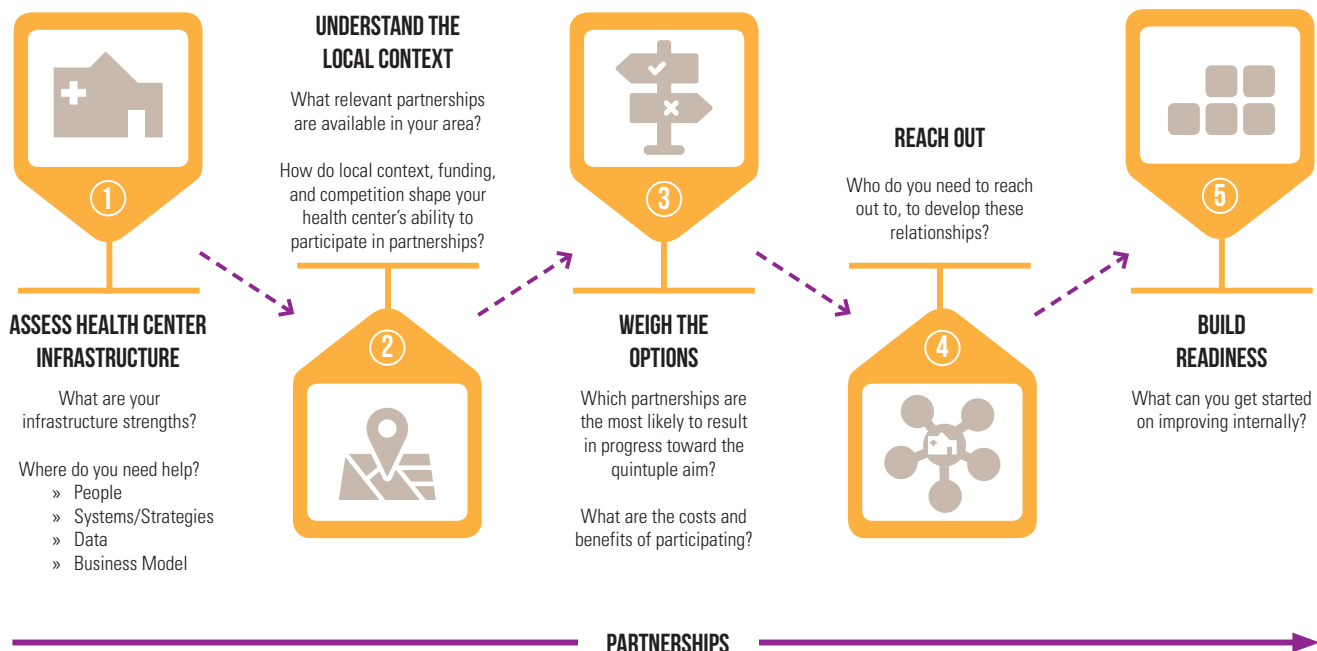 1
ASSESS HEALTH CENTER
INFRASTRUCTURE
What are your
infrastructure strengths?
Where do you need help?
» People
» Systems/Strategies
» Data
» Business Model
UNDERSTAND THE
LOCAL CONTEXT
What relevant partnerships
are available in your area?
How do local context, funding,
and competition shape your
health center’s ability to
participate in partnerships?
2
3
WEIGH THE
OPTIONS
Which partnerships are
the most likely to result
in progress toward the
quintuple aim?
What are the costs and
benefits of participating?
REACH OUT
Who do you need to reach
out to, to develop these
relationships?
4
5
BUILD
READINESS
What can you get started
on improving internally?
PARTNERSHIPS